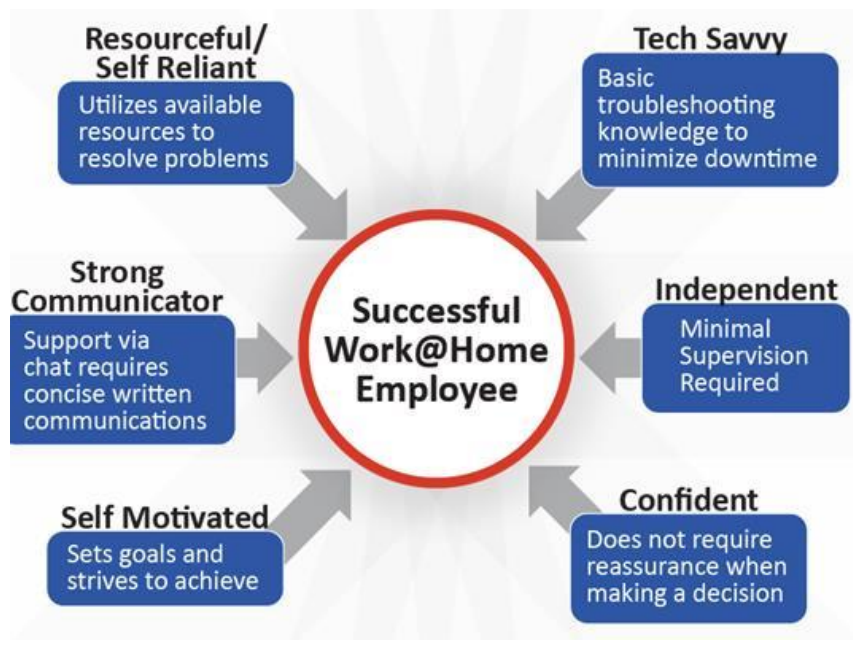 Resourceful/
Self Reliant
Utilizes available
resources to
resolve problems
Tech Savvy
Basic
troubleshooting
knowledge to
minimize downtime
Strong
Communicator
Support via
chat requires
concise written
communications
Successful
Work@Home
Employee
Independent
Minimal
Supervision
Required
Self Motivated
Sets goals and
strives to achieve
Confident
Does not require
reassurance when
making a decision